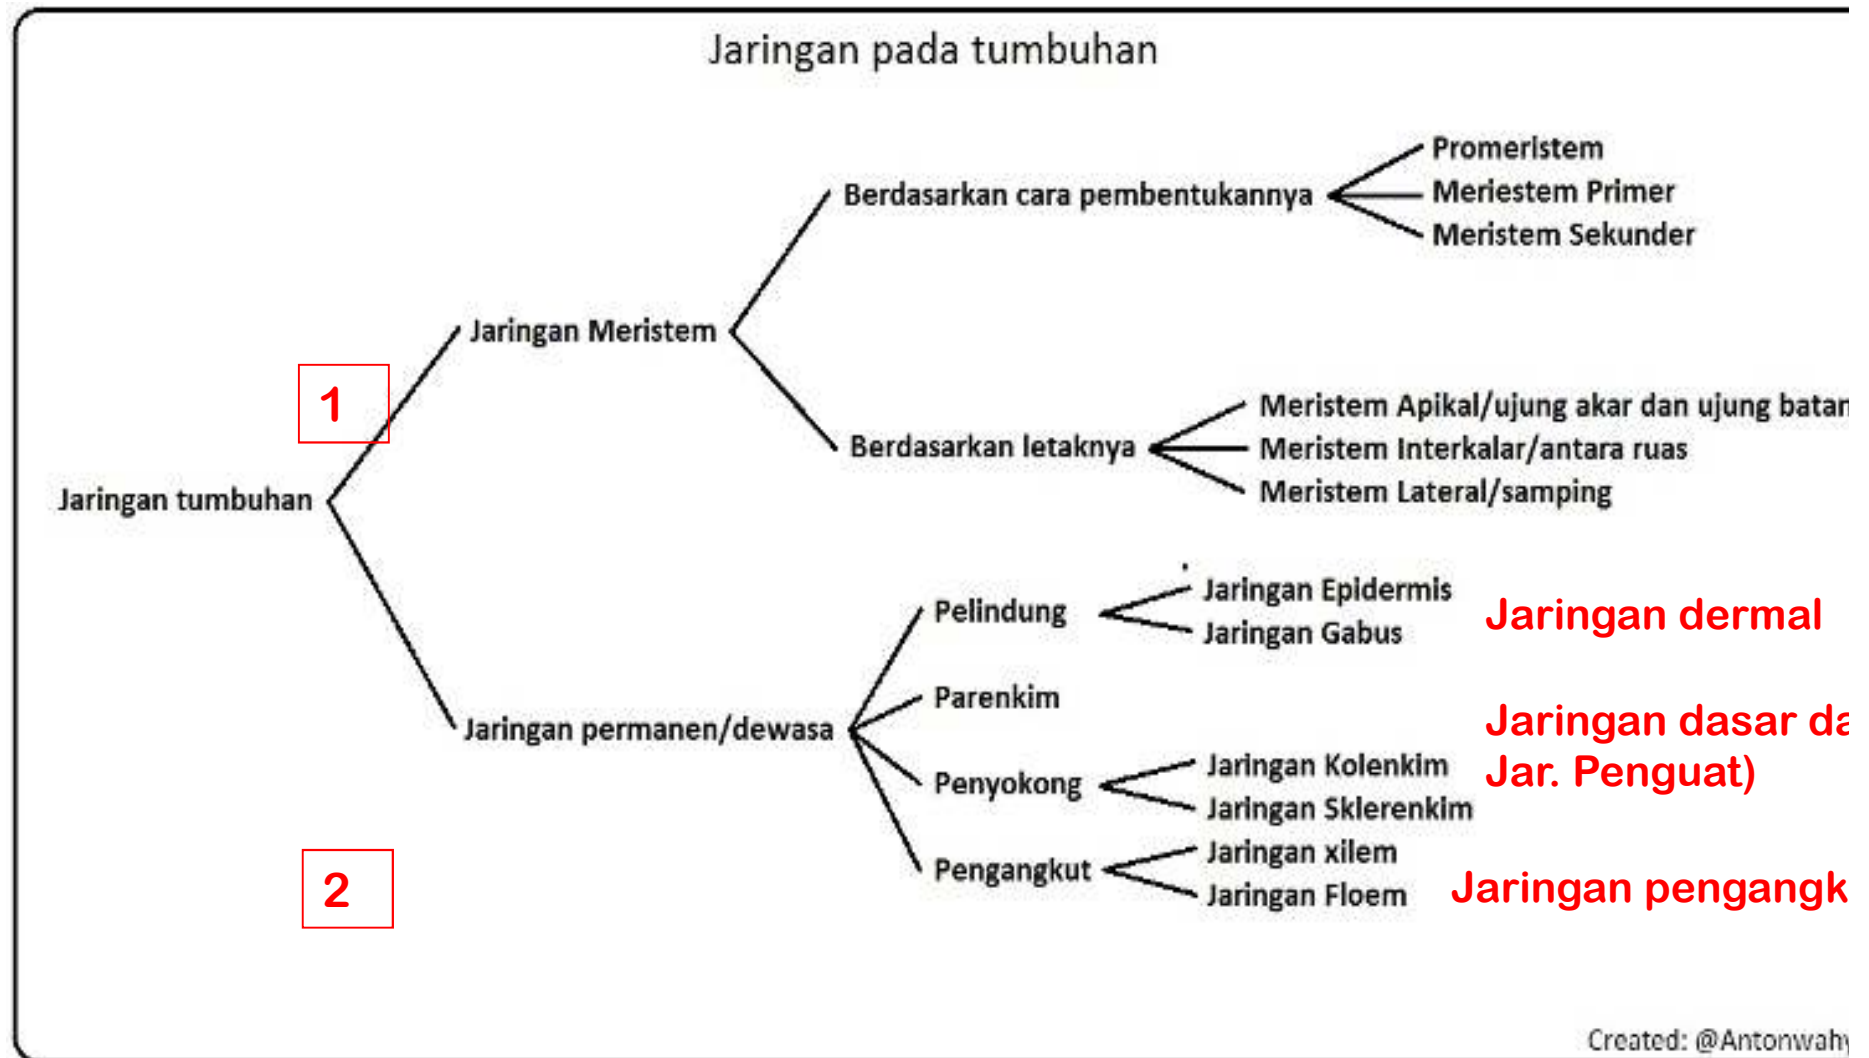 Jaringan pada tumbuhan
Promeristem
Berdasarkan cara pembentukannya
Meriestem Primer
Meristem Sekunder
Jaringan Meristem
1
Meristem Apikal/ujung akar dan ujung batan
Berdasarkan letaknya
Meristem Interkalar/antara ruas
Meristem Lateral/samping
Jaringan tumbuhan
Pelindung
Jaringan Epidermis
Jaringan Gabus
Jaringan dermal
Parenkim
Jaringan permanen/dewasa
Jaringan dasar da
Jar. Penguat)
Penyokong
Jaringan Kolenkim
Jaringan Sklerenkim
Pengangkut
Jaringan xilem
Jaringan Floem
Jaringan pengangk
2
Created: @Antonwahy